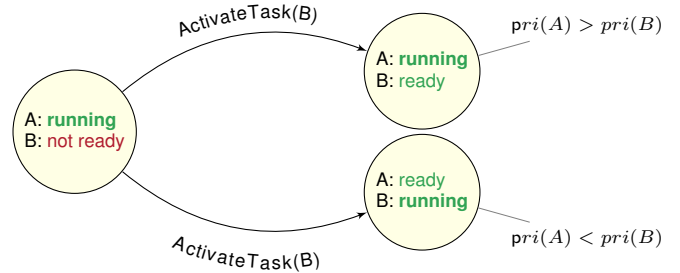 ActivateTask(B)
pri(A) > pri(B)
A: running
B: ready
A: running
B: not ready
A: ready
B: running
pri(A) < pri(B)
ActivateTask(B)